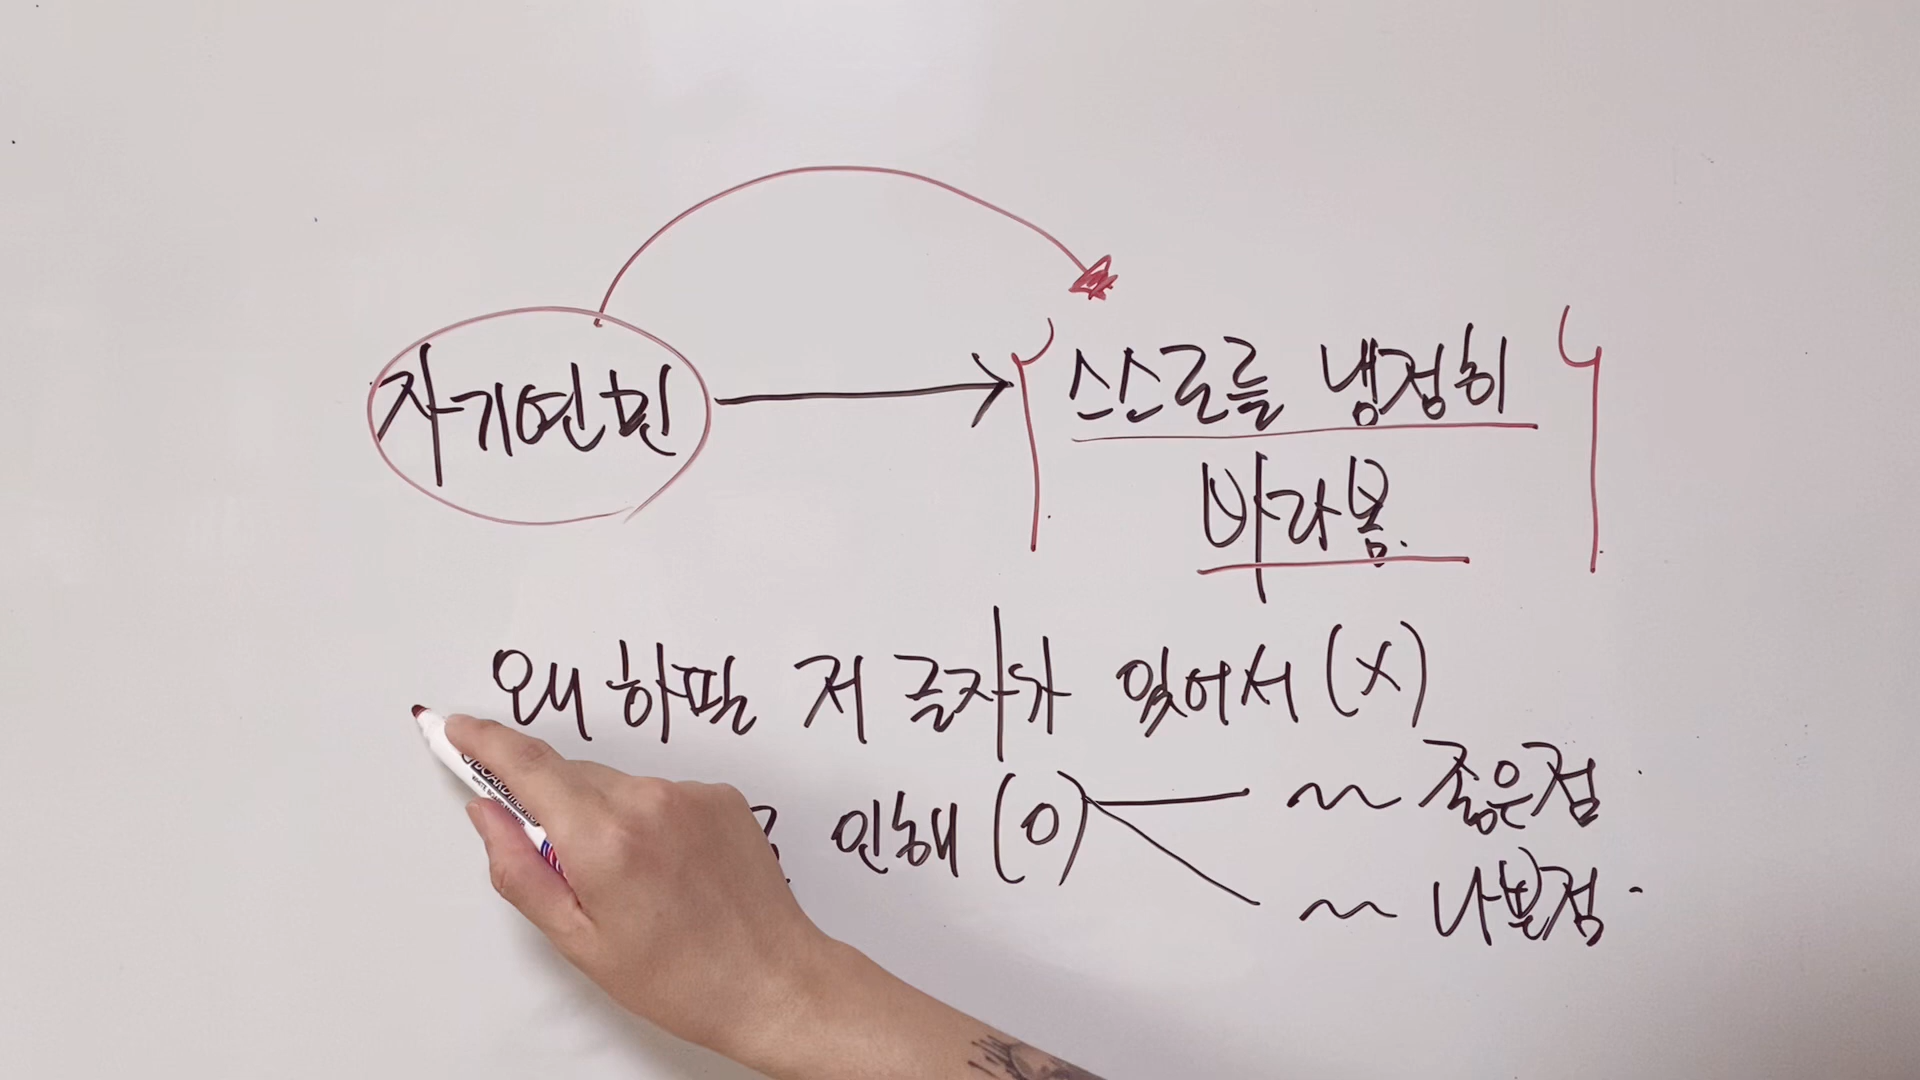 자기연민 → 스스로를 냉정히
바라봄.
왜 하필 저 글자가 있어서 (X)
인해 (O)
~~ 좋은점
~~ 나쁜점
BOARDMARKER